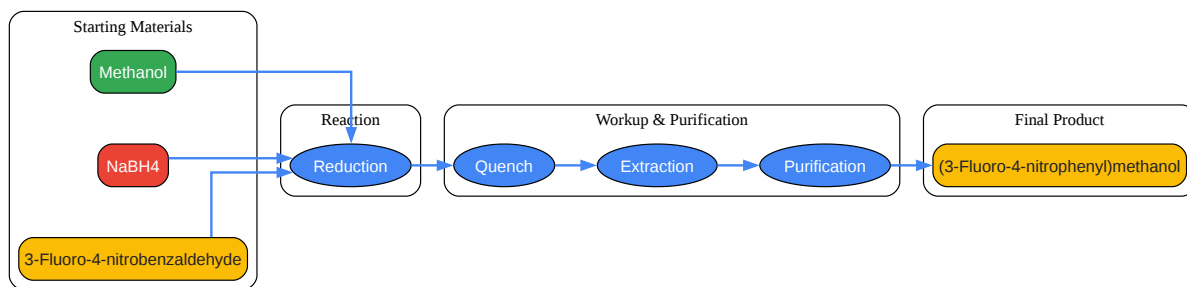 Starting Materials
Methanol
NaBH4
3-Fluoro-4-nitrobenzaldehyde
Reaction
Reduction
Workup & Purification
Quench
Extraction
Purification
Final Product
(3-Fluoro-4-nitrophenyl)methanol